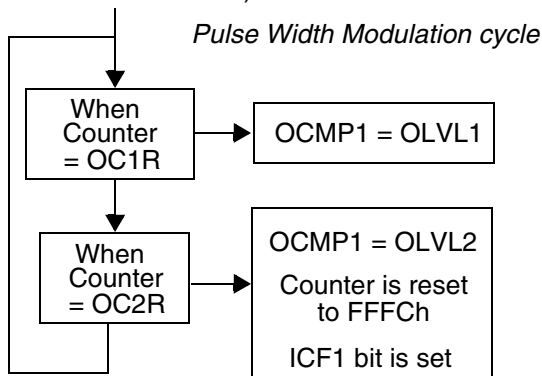 Pulse Width Modulation cycle
When
Counter
= OC1R
OCMP1 = OLVL1
When
Counter
= OC2R
OCMP1 = OLVL2
Counter is reset
to FFFCh
ICF1 bit is set